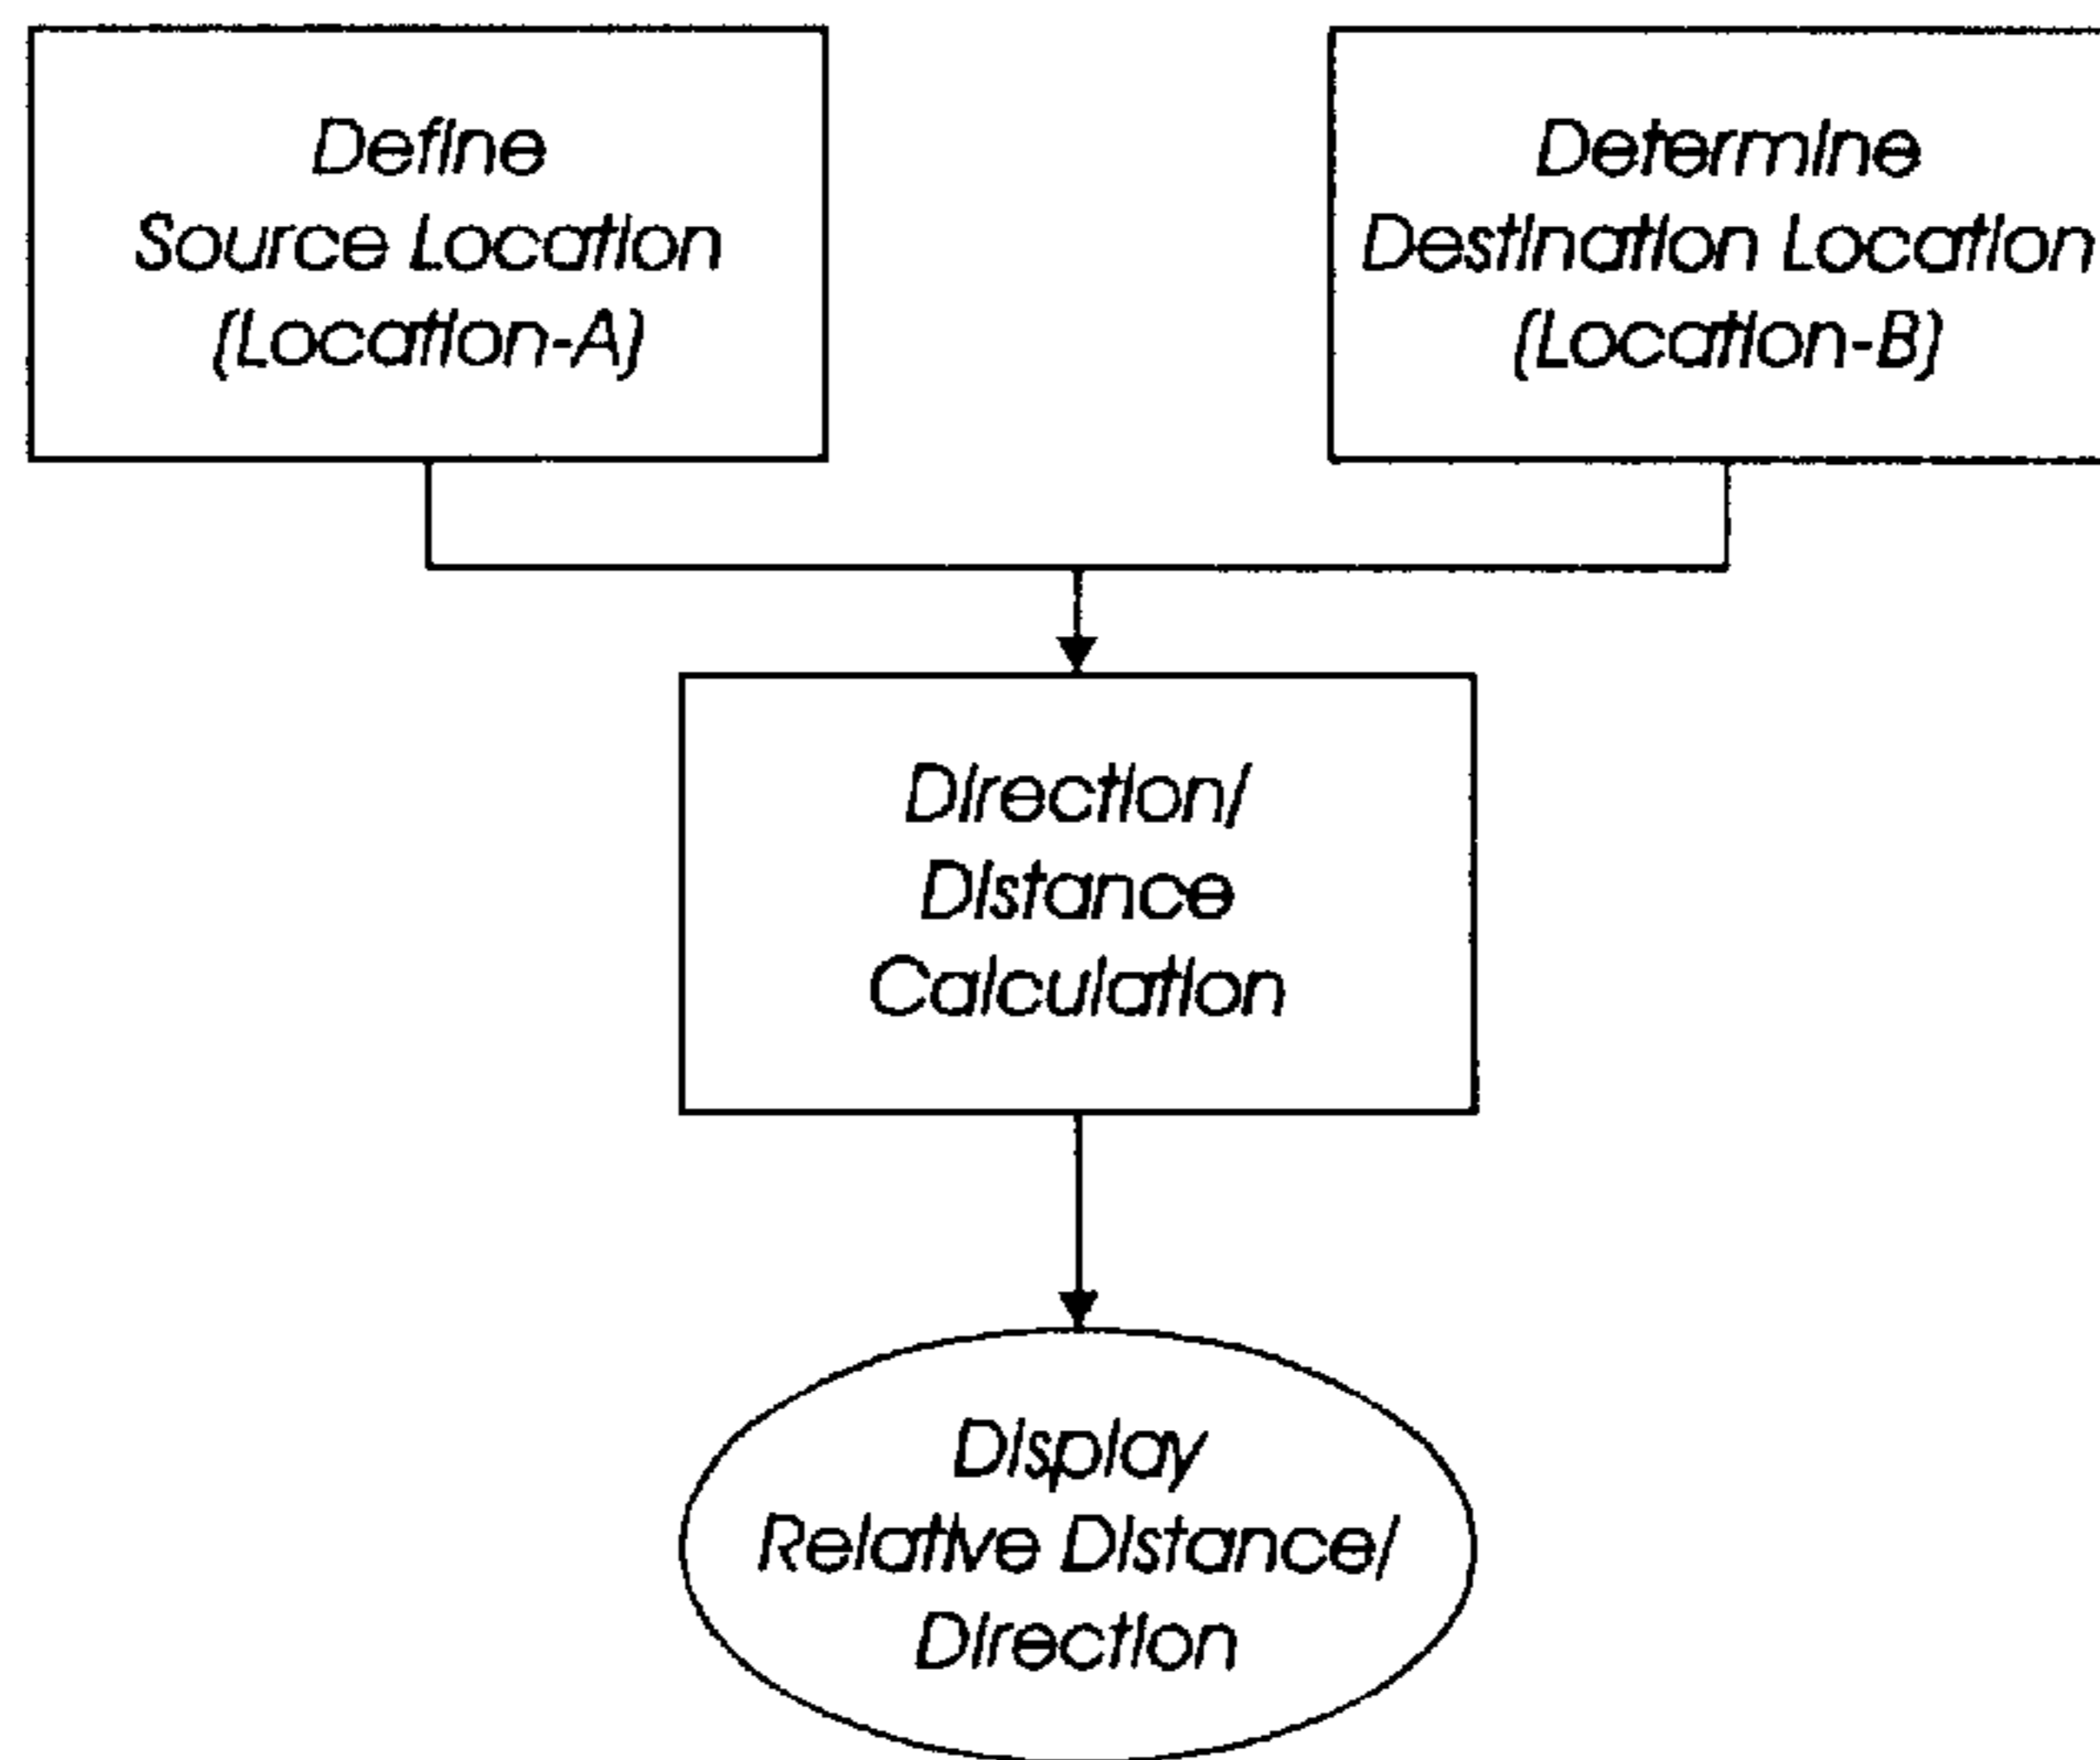 Define
Source Location
(Location-A)
Determine
Destination Location
(Location-B)
Direction/
Distance
Calculation
Display
Relative Distance/
Direction